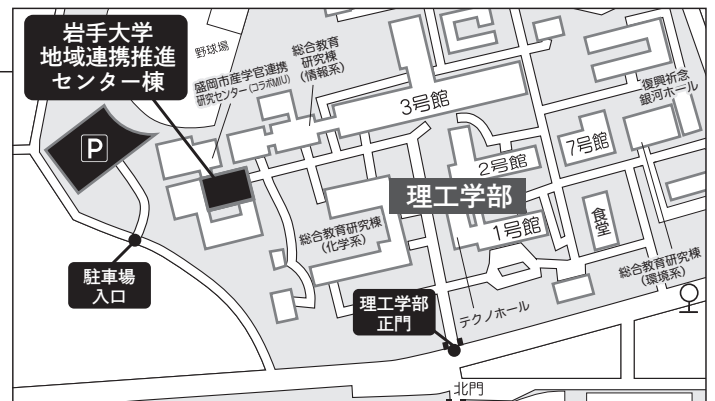 岩手大学
地域連携推進
センター棟
野球場
盛岡市産学官連携
研究センター(コラボMIU)
総合教育
研究棟
(情報系)
3号館
復興祈念
銀河ホール
P
2号館
7号館
理工学部
1号館
食堂
総合教育研究棟
(化学系)
総合教育研究棟
(環境系)
駐車場
入口
理工学部
正門
テクノホール
北門